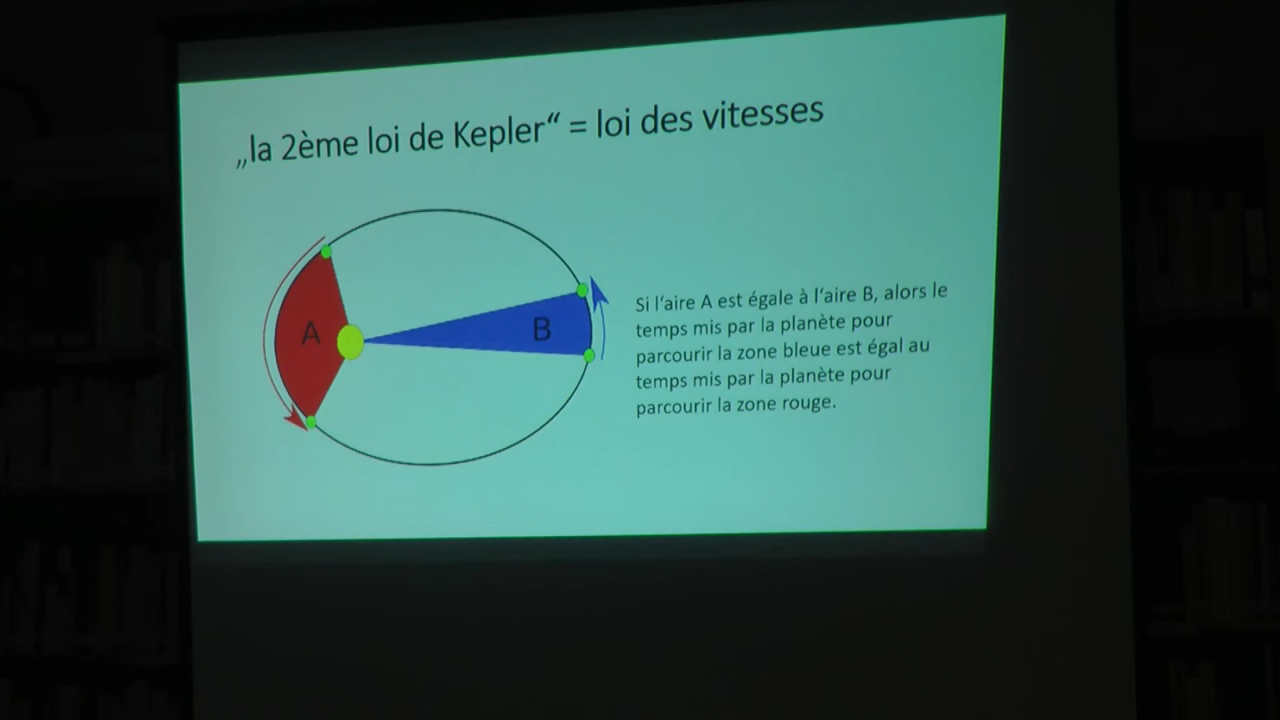 „la 2ème loi de Kepler“ = loi des vitesses
A
B
Si l‘aire A est égale à l‘aire B, alors le
temps mis par la planète pour
parcourir la zone bleue est égal au
temps mis par la planète pour
parcourir la zone rouge.